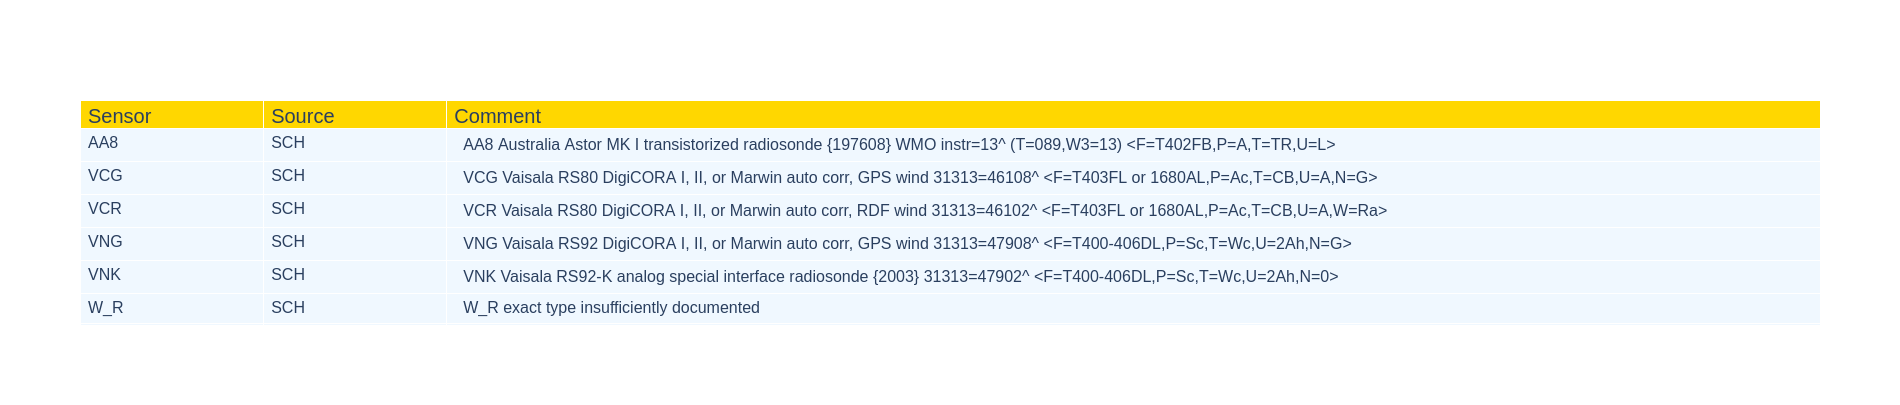 Sensor Source Comment
AA8 SCH AA8 Australia Astor MK I transistorized radiosonde {197608} WMO instr=13^ (T=089,W3=13) <F=T402FB,P=A,T=TR,U=L>
VCG SCH VCG Vaisala RS80 DigiCORA I, II, or Marwin auto corr, GPS wind 31313=46108^ <F=T403FL or 1680AL,P=Ac,T=CB,U=A,N=G>
VCR SCH VCR Vaisala RS80 DigiCORA I, II, or Marwin auto corr, RDF wind 31313=46102^ <F=T403FL or 1680AL,P=Ac,T=CB,U=A,W=Ra>
VNG SCH VNG Vaisala RS92 DigiCORA I, II, or Marwin auto corr, GPS wind 31313=47908^ <F=T400-406DL,P=Sc,T=Wc,U=2Ah,N=G>
VNK SCH VNK Vaisala RS92-K analog special interface radiosonde {2003} 31313=47902^ <F=T400-406DL,P=Sc,T=Wc,U=2Ah,N=0>
W_R SCH W_R exact type insufficiently documented